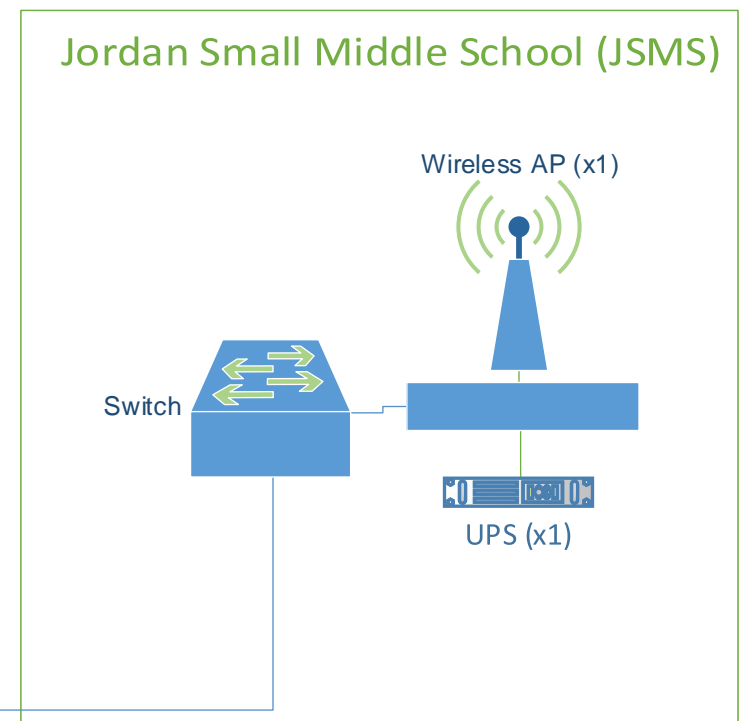 Jordan Small Middle School (JSMS)
Wireless AP (x1)
Switch
UPS (x1)